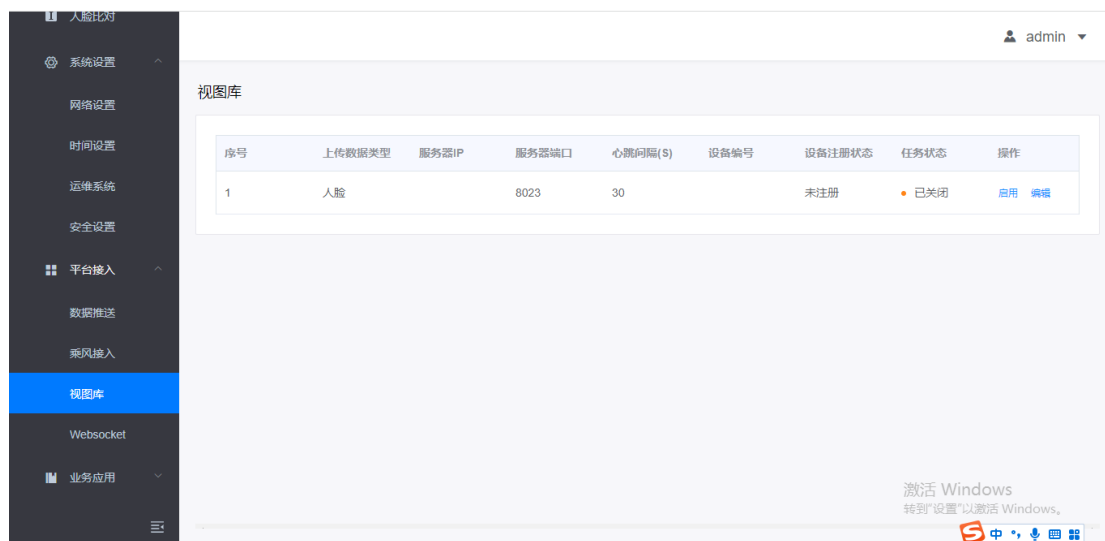 人脸比对
admin
系统设置
网络设置
时间设置
运维系统
安全设置
平台接入
数据推送
乘风接入
视图库
Websocket
业务应用
视图库
序号 上传数据类型 服务器IP 服务器端口 心跳间隔(S) 设备编号 设备注册状态 任务状态 操作
1 人脸 8023 30 未注册 已关闭 启用 编辑
激活 Windows
转到"设置"以激活 Windows。
中